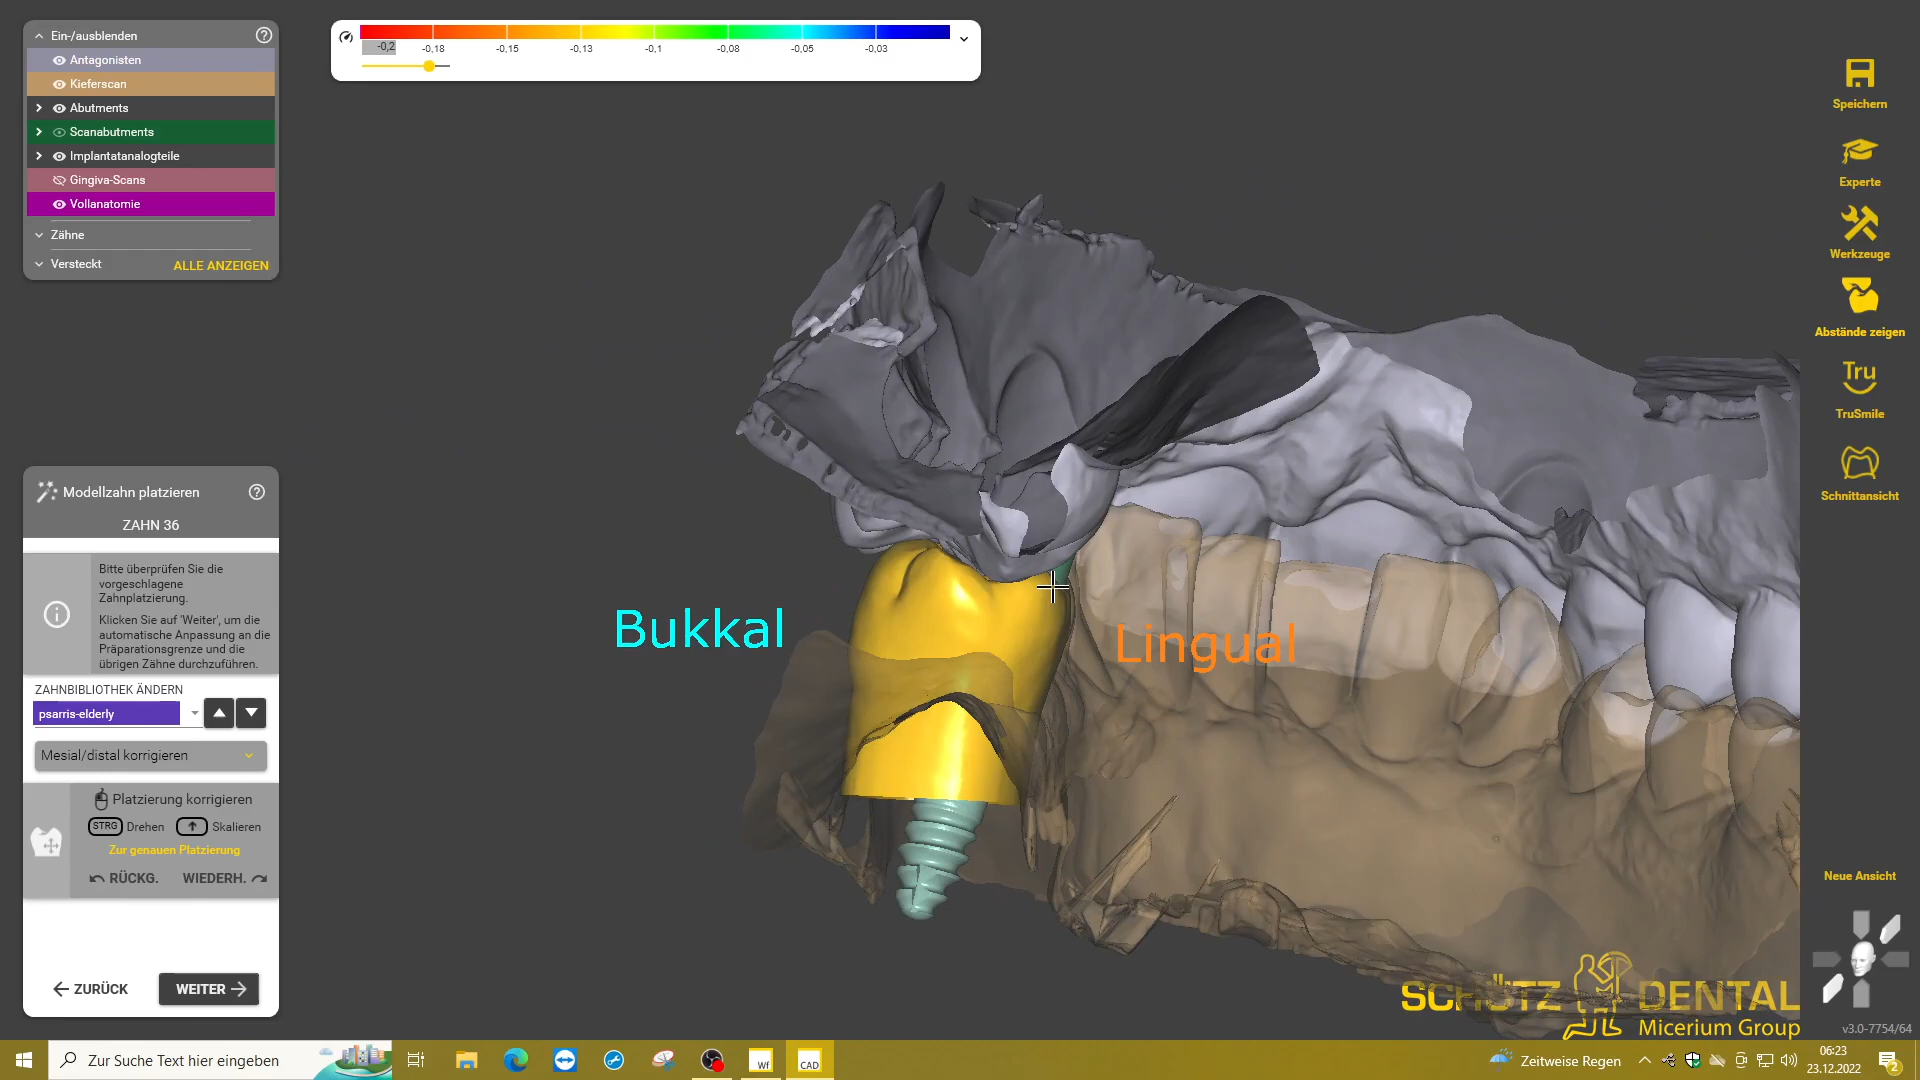 Ein-/ausblenden
Antagonisten
Kieferscan
Abutments
Scanabutments
Implantatanalogteile
Gingiva-Scans
Vollanatomie
Zähne
Versteckt
ALLE ANZEIGEN
-0,2
-0,18
-0,15
-0,13
-0,1
-0,08
-0,05
-0,03
Speichern
Experte
Werkzeuge
Abstände zeigen
Tru
TruSmile
Schnittansicht
Bukkal
Lingual
Modellzahn platzieren
ZAHN 36
Bitte überprüfen Sie die
vorgeschlagene
Zahnplatzierung.
Klicken Sie auf 'Weiter', um die
automatische Anpassung an die
Präparationsgrenze und die
übrigen Zähne durchzuführen.
ZAHNBIBLIOTHEK ÄNDERN
psarris-elderly
Mesial/distal korrigieren
Platzierung korrigieren
STRG Drehen Skalieren
Zur genauen Platzierung
RÜCKG. WIEDERH.
ZURÜCK
WEITER
Neue Ansicht
SCHÜTZ DENTAL
Micerium Group
v3.0-7754/64
Zur Suche Text hier eingeben
Wf
CAD
Zeitweise Regen
06:23
23.12.2022
2